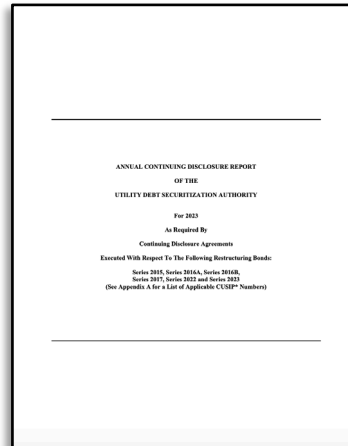 ANNUAL CONTINUING DISCLOSURE REPORT
OF THE
UTILITY DEBT SECURITIZATION AUTHORITY
For 2023
As Required By
Continuing Disclosure Agreements
Executed With Respect To The Following Restructuring Bonds:
Series 2015, Series 2016A, Series 2016B,
Series 2017, Series 2022 and Series 2023
(See Appendix A for a List of Applicable CUSIP* Numbers)